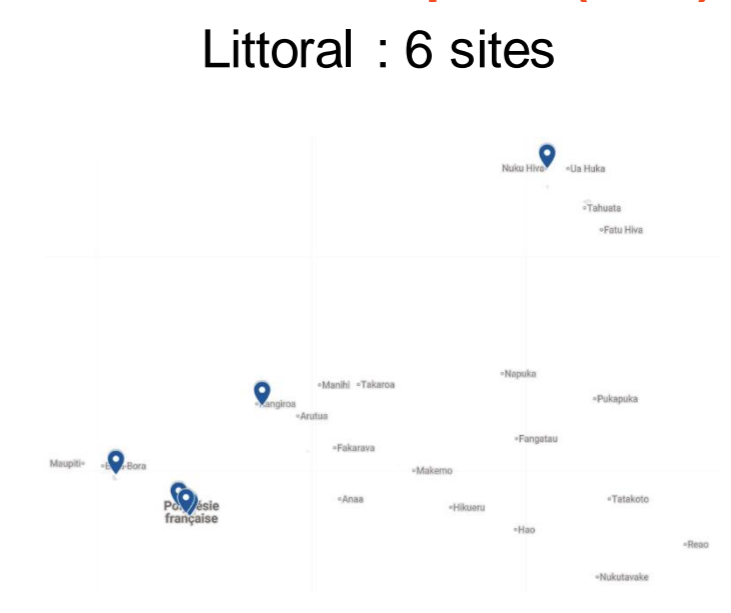 Littoral : 6 sites
Nuku Hiva
Ua Huka
Tahuata
Fatu Hiva
Napuka
Manihi
Takaroa
Pukapuka
Arutua
Fangatau
Fakarava
Maupiti
Bora
Makemo
Anaa
Hikueru
Tatakoto
française
Hao
Reao
Nukutavake